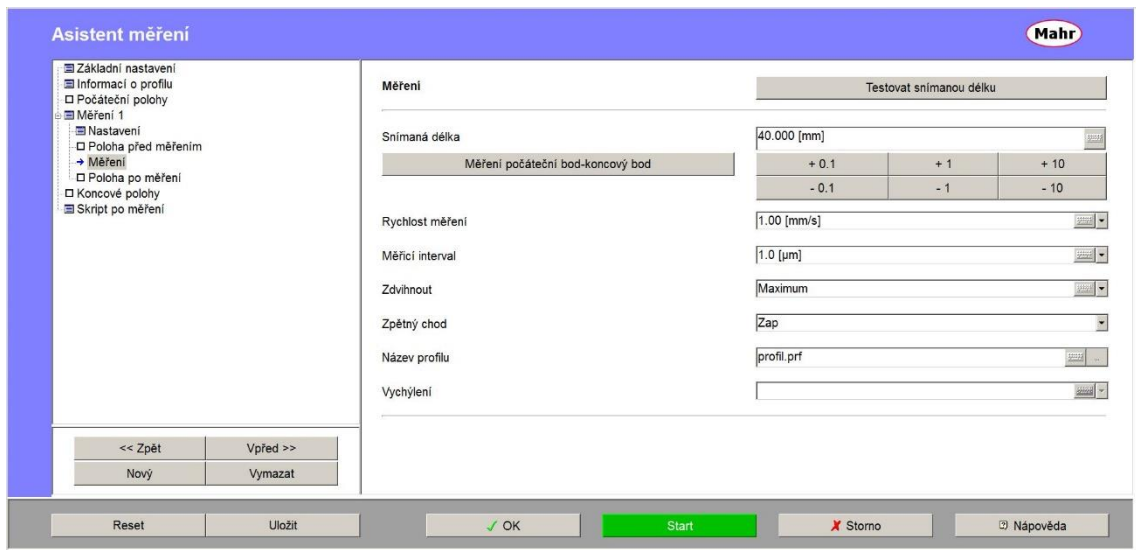 Asistent měření
Mahr
Základní nastavení
Informací o profilu
Počáteční polohy
Měření 1
Nastavení
Poloha před měřením
Měření
Poloha po měření
Koncové polohy
Skript po měření
<< Zpět
Vpřed >>
Nový
Vymazat
Měření
Testovat snímanou délku
Snímaná délka
40.000 [mm]
Měření počáteční bod-koncový bod
+ 0.1
+ 1
+ 10
- 0.1
- 1
- 10
Rychlost měření
1.00 [mm/s]
Měřicí interval
1.0 [µm]
Zdvihnout
Maximum
Zpětný chod
Zap
Název profilu
profil.prf
...
Vychýlení
Reset
Uložit
OK
Start
Storno
Nápověda